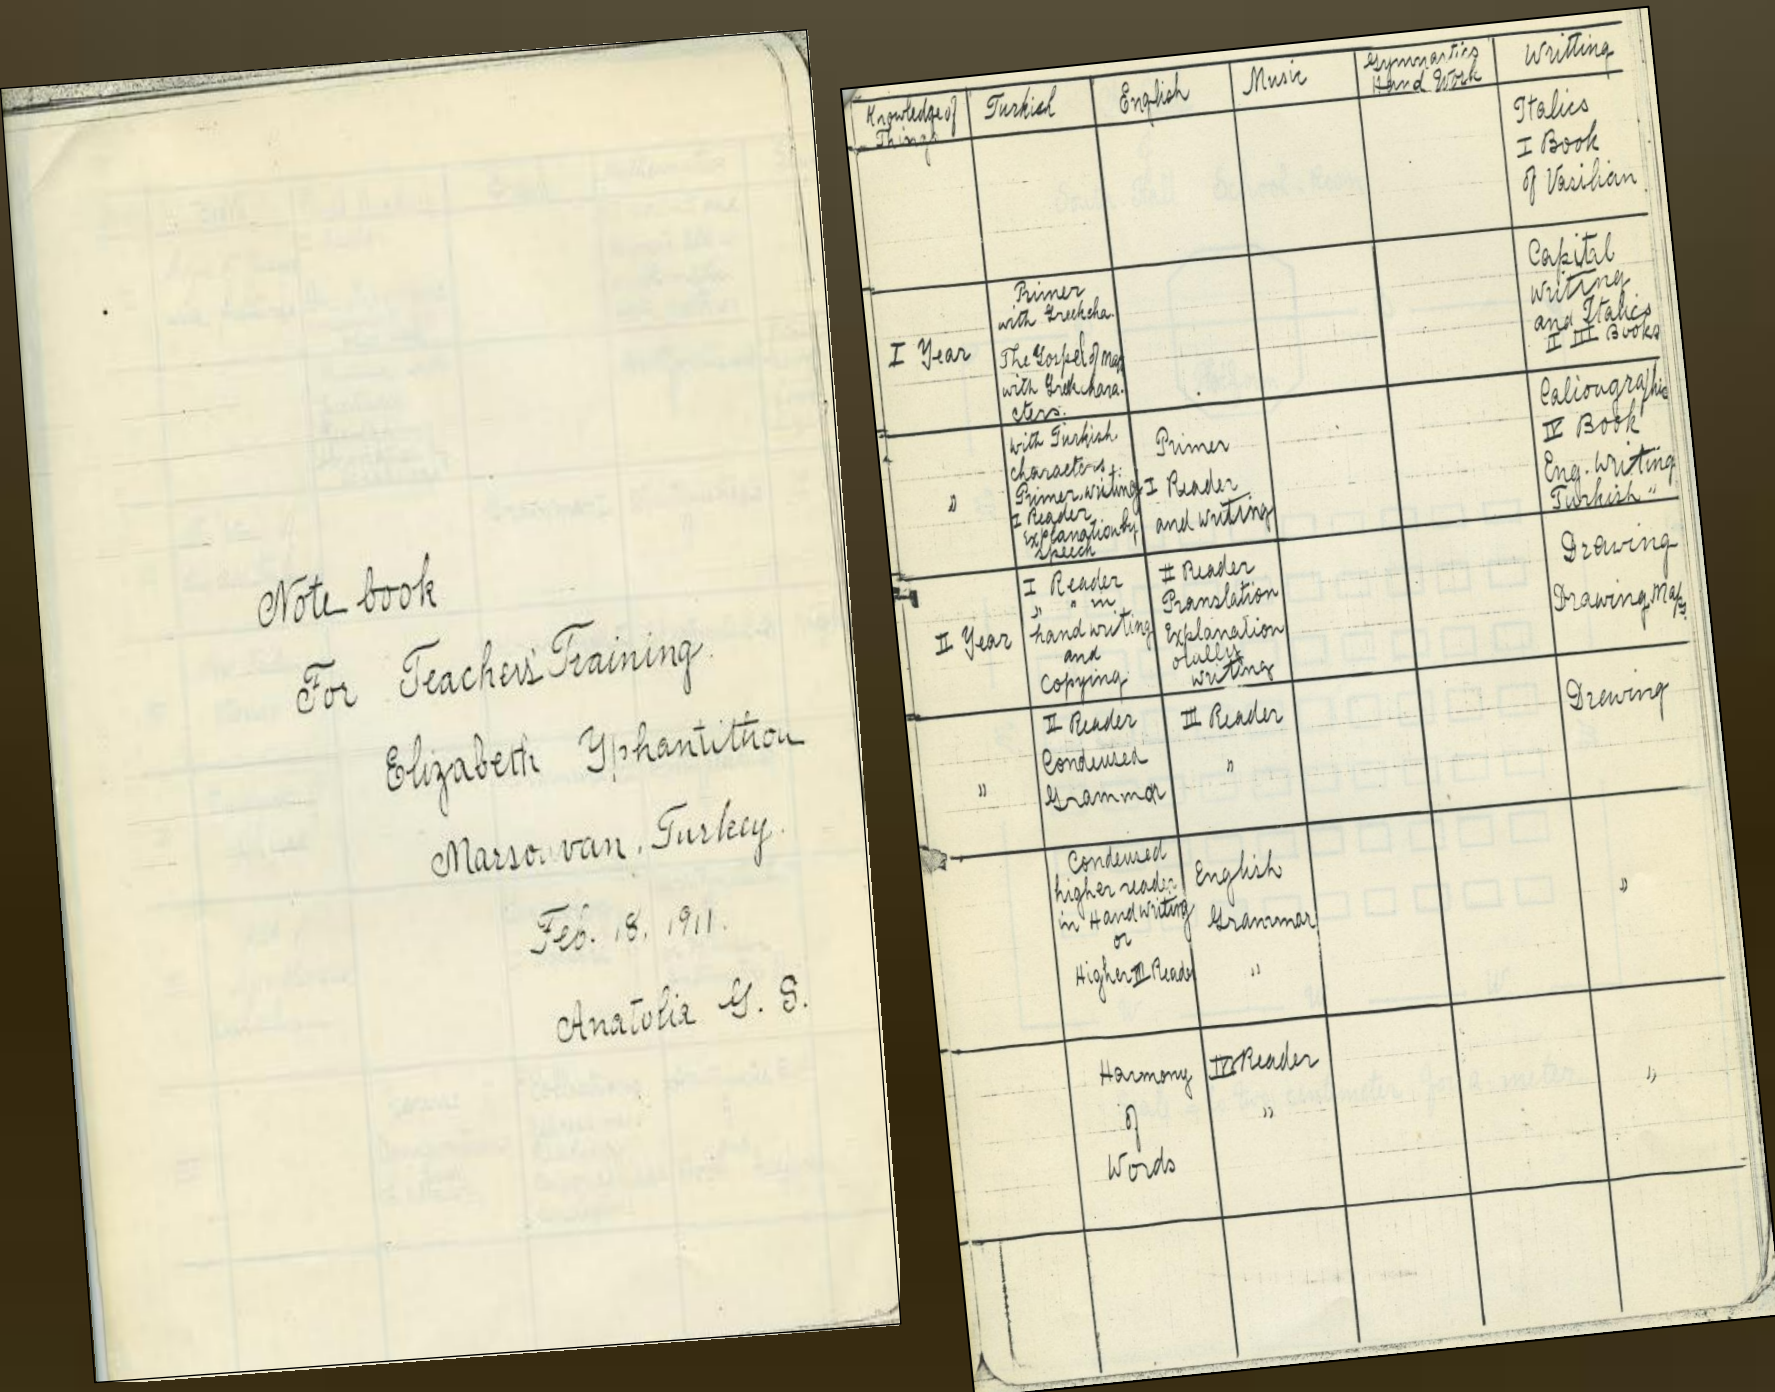 Note book
For Teachers' Training
Elizabeth Yphantithou
Marsovan, Turkey.
Feb. 18, 1911.
Anatolia G. S.
Knowledge of Things
Turkish
English
Music
Gymnastics Hand Work
Writting
Italics
I Book
of Vasilian
I Year
Primer
with Greek cha.
The Gospel of
with Greek chara.
cters.
Capital
writing
and Italics
II III Books
"
with Turkish
characters
Primer, writing
I Reader
Explanation by
speech
Primer
I Reader
and writing
Caliougraphic
IV Book
Eng. writing
Turkish "
II Year
I Reader
" " in
hand writing
and
Copying
II Reader
Translation
Explanation
orally
writing
Drawing
Drawing Maps.
"
II Reader
Condensed
Grammar
III Reader
"
Drewing
Condensed
higher reader
in Handwriting
or
Higher III Reader
English
Grammar
"
"
Harmony
of
Words
IV Reader
"
"